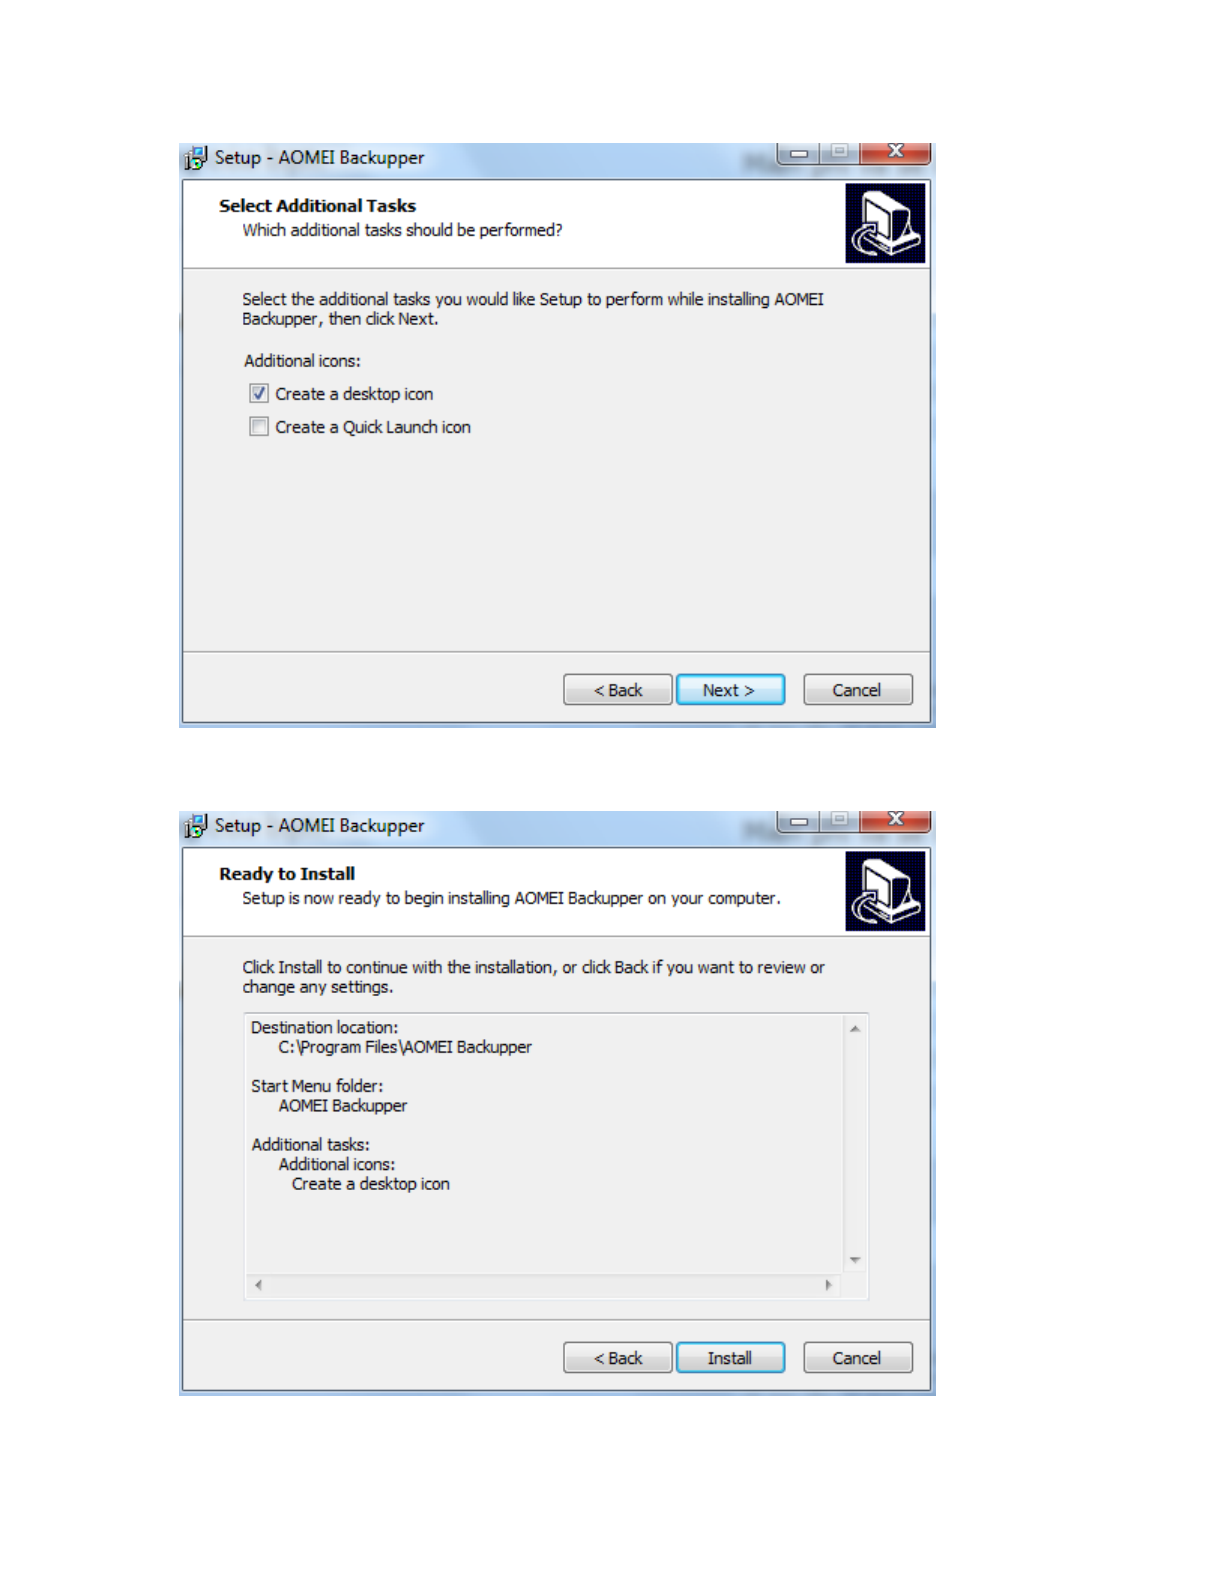 Setup - AOMEI Backupper
Select Additional Tasks
Which additional tasks should be performed?
Select the additional tasks you would like Setup to perform while installing AOMEI
Backupper, then click Next.
Additional icons:
Create a desktop icon
Create a Quick Launch icon
< Back
Next >
Cancel
Setup - AOMEI Backupper
Ready to Install
Setup is now ready to begin installing AOMEI Backupper on your computer.
Click Install to continue with the installation, or click Back if you want to review or
change any settings.
Destination location:
C:\Program Files\AOMEI Backupper
Start Menu folder:
AOMEI Backupper
Additional tasks:
Additional icons:
Create a desktop icon
< Back
Install
Cancel